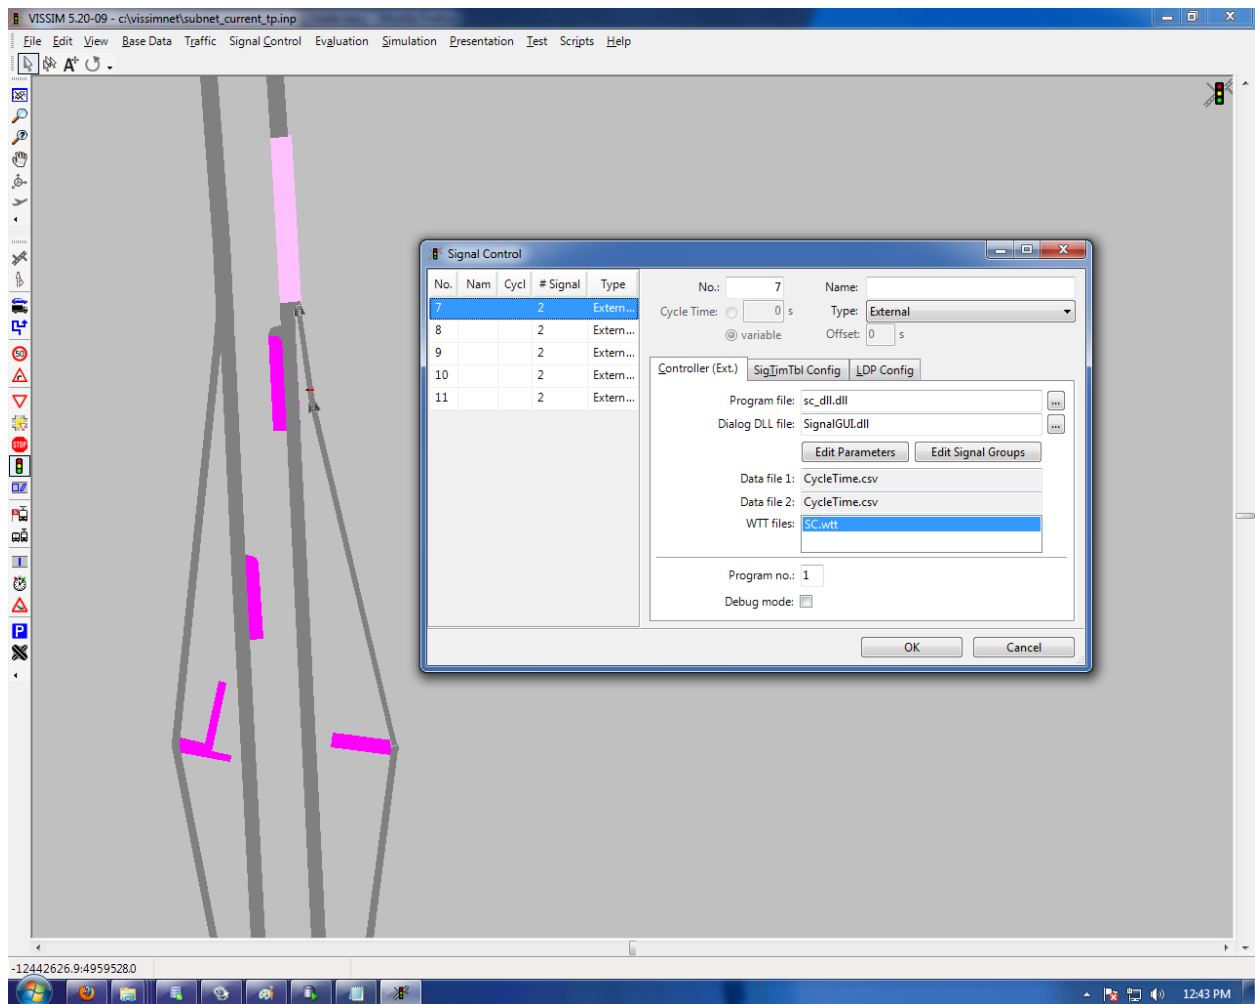 VISSIM 5.20-09 - c:\vissimnet\subnet_current_tp.inp
File Edit View Base Data Traffic Signal Control Evaluation Simulation Presentation Test Scripts Help
A+
Signal Control
No. Nam Cycl # Signal Type
7 2 Extern...
8 2 Extern...
9 2 Extern...
10 2 Extern...
11 2 Extern...
No.: 7 Name:
Cycle Time: 0 s Type: External
variable Offset: 0 s
Controller (Ext.) SigTimTbl Config LDP Config
Program file: sc_dll.dll ...
Dialog DLL file: SignalGUI.dll ...
Edit Parameters Edit Signal Groups
Data file 1: CycleTime.csv
Data file 2: CycleTime.csv
WTT files: SC.wtt
Program no.: 1
Debug mode:
OK Cancel
50
STOP
P
-12442626.9:4959528.0
12:43 PM